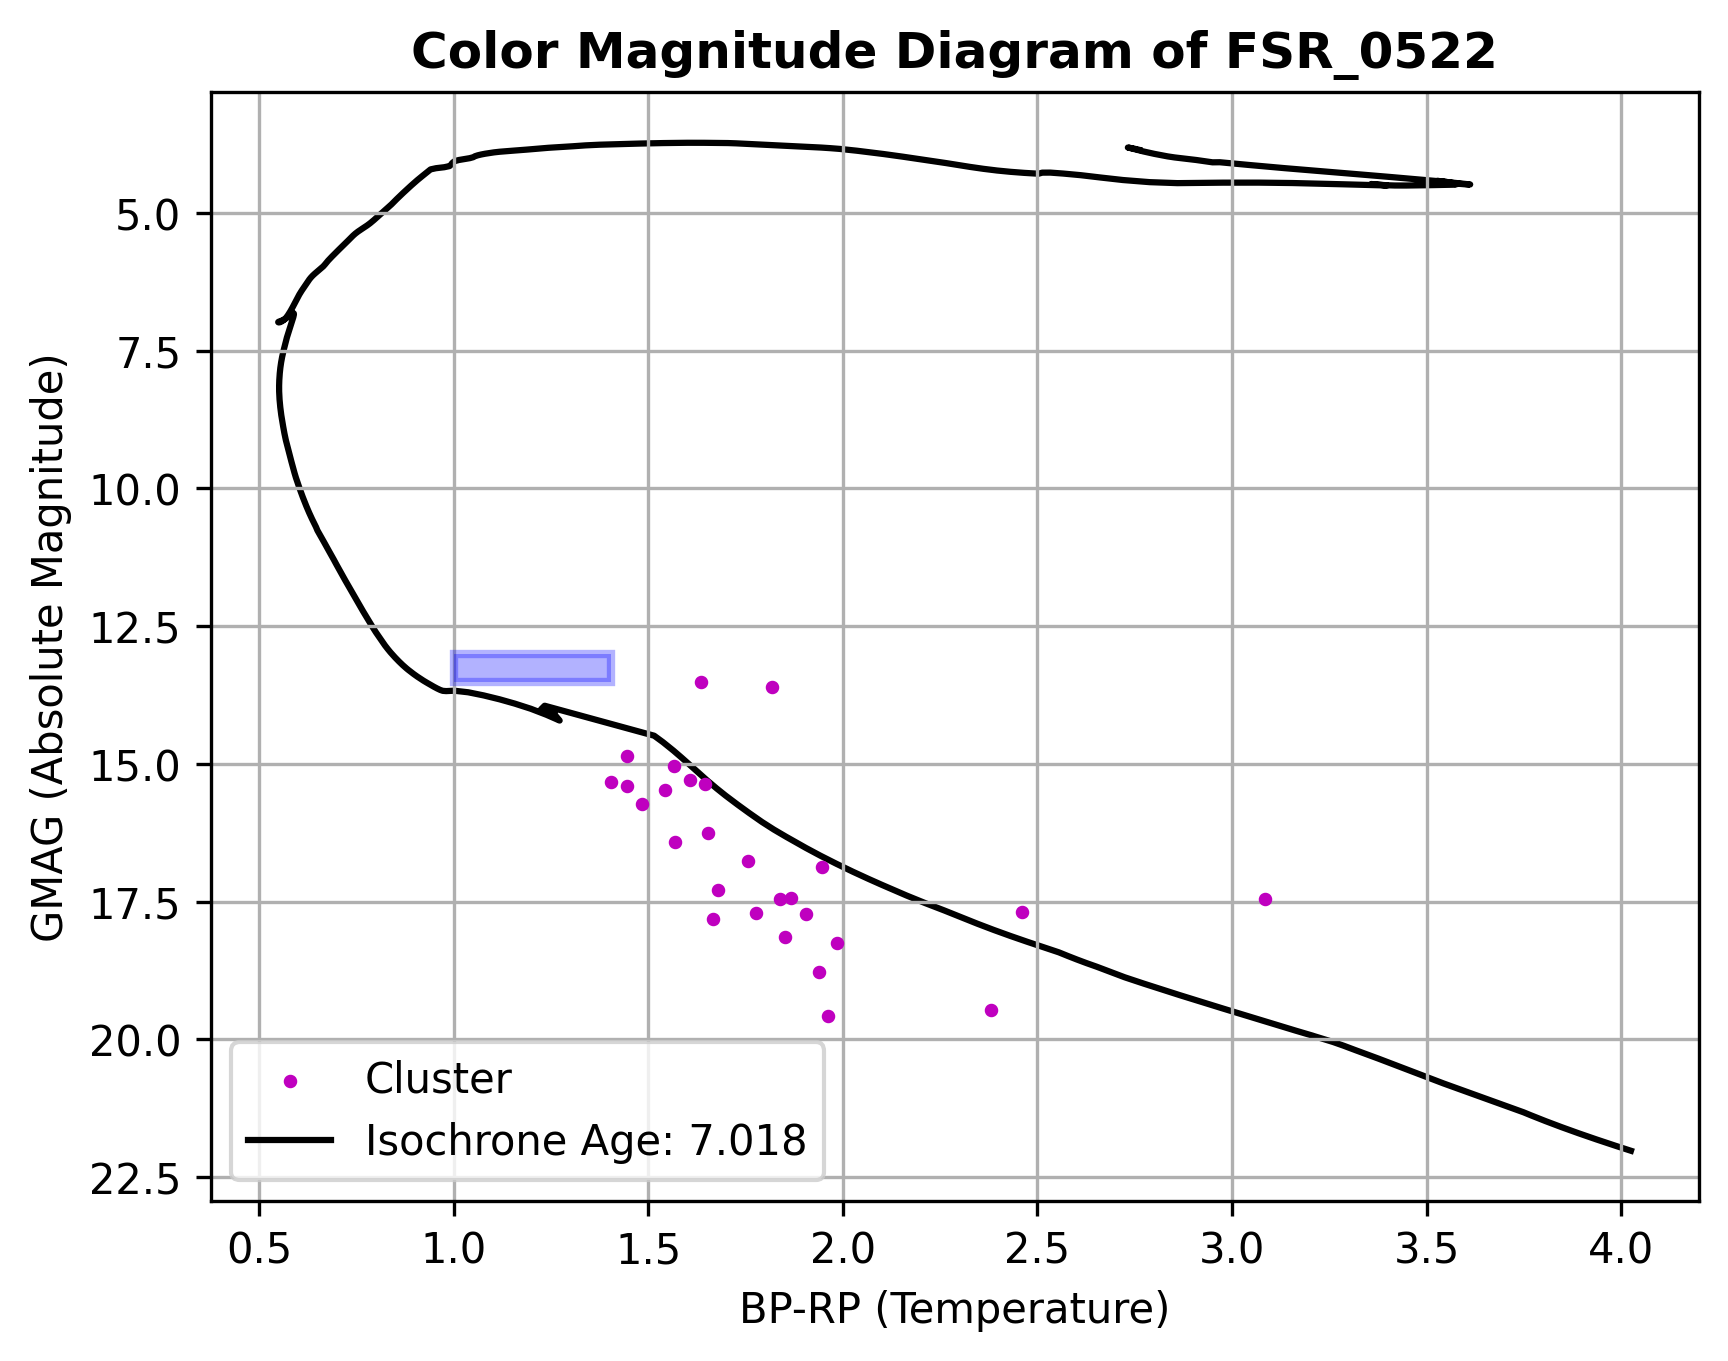 Color Magnitude Diagram of FSR_0522
GMAG (Absolute Magnitude)
5.0
7.5
10.0
12.5
15.0
17.5
20.0
22.5
Cluster
Isochrone Age: 7.018
0.5 1.0 1.5 2.0 2.5 3.0 3.5 4.0
BP-RP (Temperature)